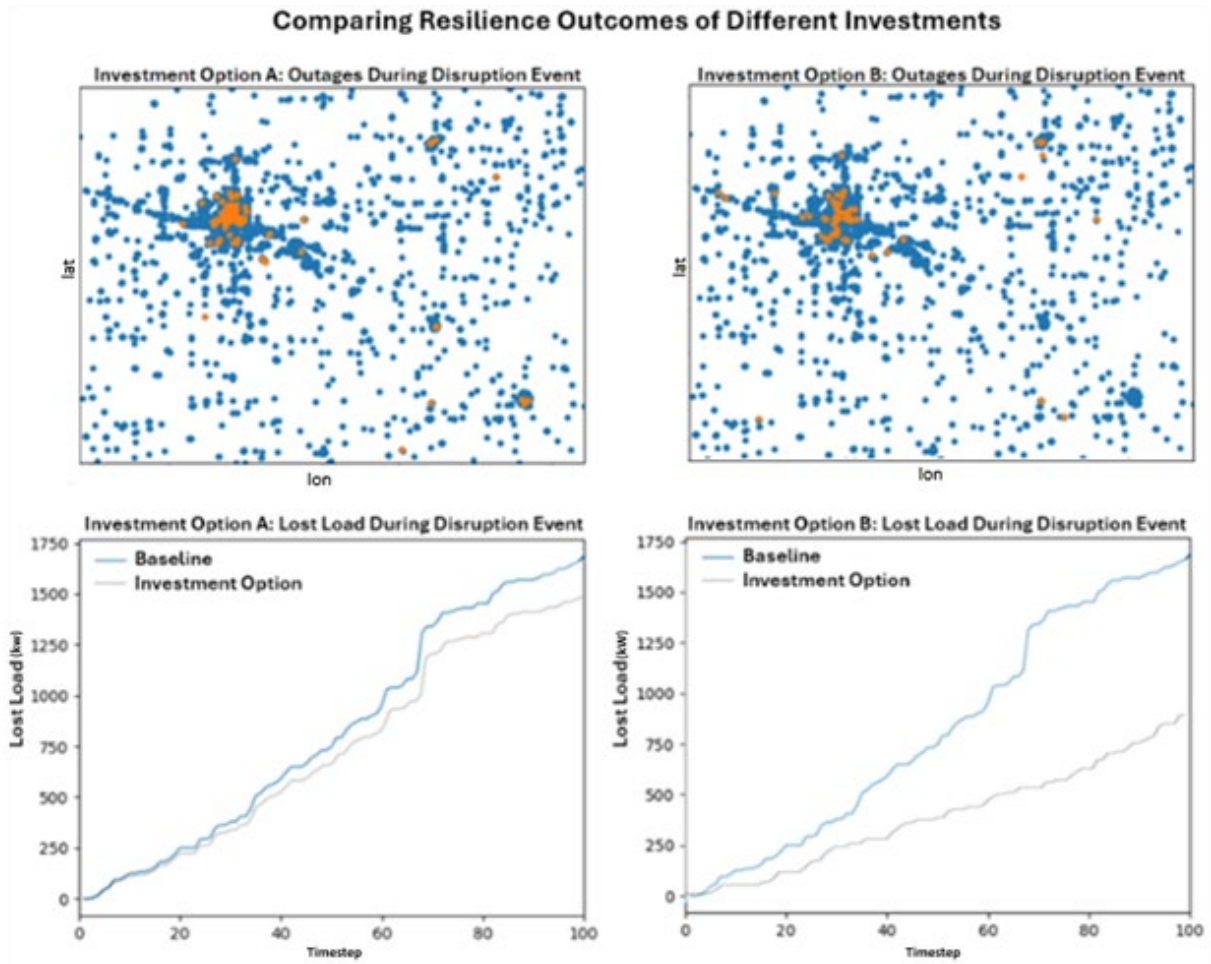 Comparing Resilience Outcomes of Different Investments
Investment Option A: Outages During Disruption Event
Investment Option B: Outages During Disruption Event
lat
lat
lon
lon
Investment Option A: Lost Load During Disruption Event
Investment Option B: Lost Load During Disruption Event
1750
1500
1250
1000
750
500
250
0
Lost Load (kw)
Baseline
Investment Option
0 20 40 60 80 100
Timestep
1750
1500
1250
1000
750
500
250
0
Lost Load(kw)
Baseline
Investment Option
0 20 40 60 80 100
Timestep